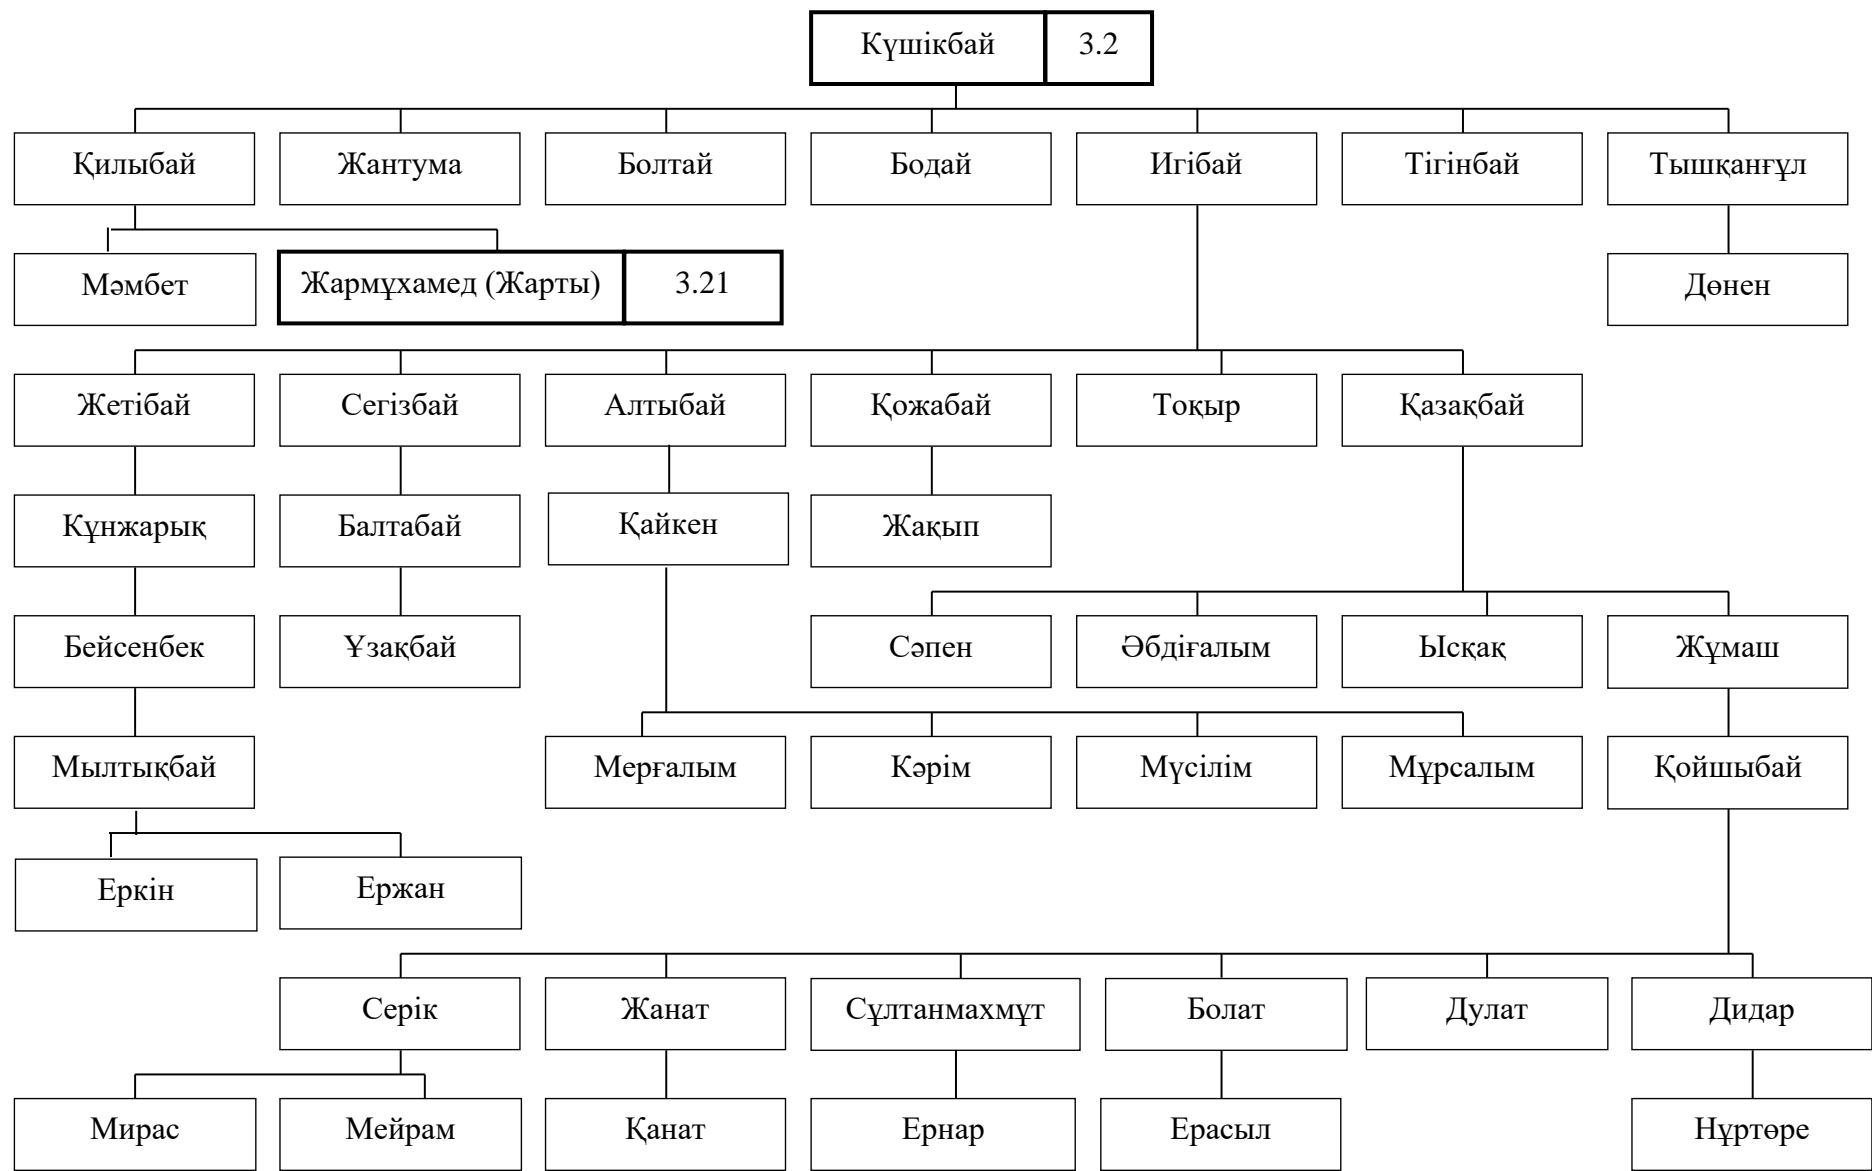 Күшікбай 3.2
Қилыбай Жантума Болтай Бодай Игібай Тігінбай Тышқанғұл
Мәмбет Жармұхамед (Жарты) 3.21 Дөнен
Жетібай Сегізбай Алтыбай Қожабай Тоқыр Қазақбай
Құнжарық Балтабай Қайкен Жақып
Бейсенбек Ұзақбай Сәпен Әбдіғалым Ысқақ Жұмаш
Мылтықбай Мерғалым Кәрім Мүсілім Мұрсалым Қойшыбай
Еркін Ержан
Серік Жанат Сұлтанмахмұт Болат Дулат Дидар
Мирас Мейрам Қанат Ернар Ерасыл Нұртөре